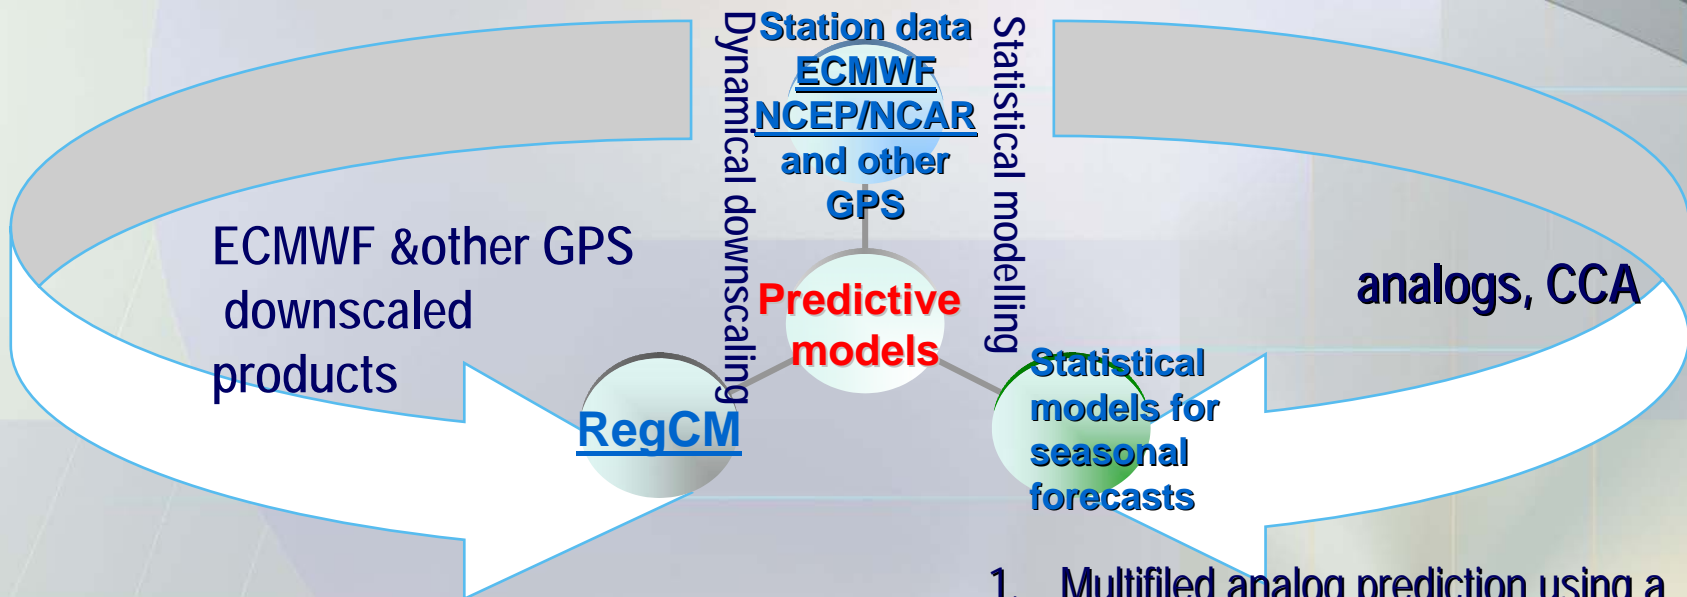 Dynamical downscaling
Station data
ECMWF
NCEP/NCAR
and other
GPS
Statistical modelling
ECMWF &other GPS
downscaled
products
analogs, CCA
Predictive
models
RegCM
Statistical
models for
seasonal
forecasts
1. Multifiled analog prediction using a